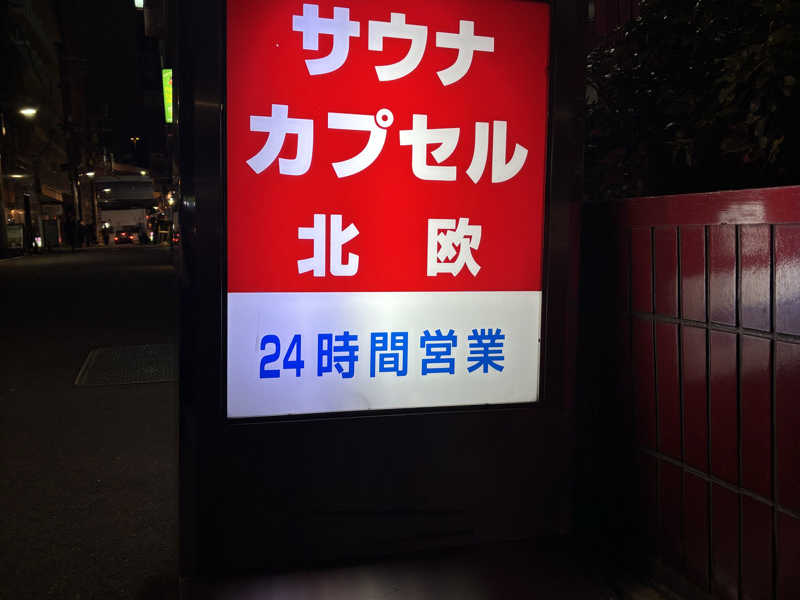 サウナ
カプセル
北欧
24時間営業